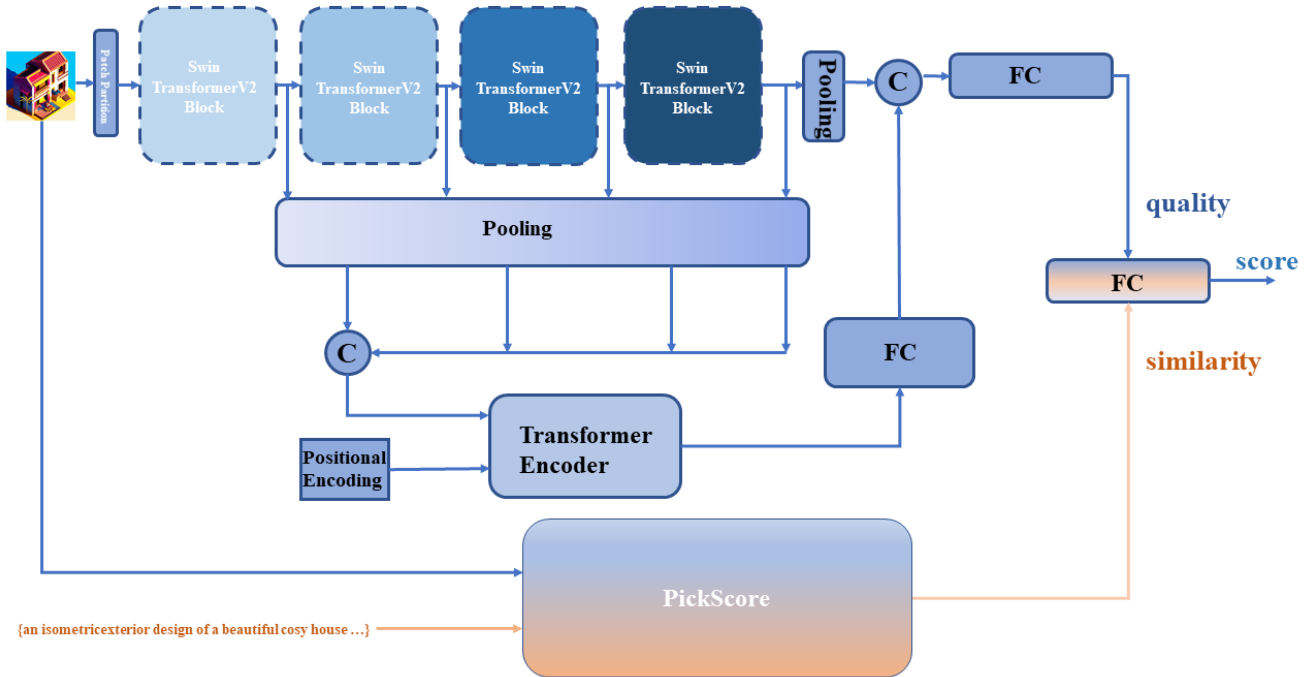 Patch Partition
Swin
TransformerV2
Block
Swin
TransformerV2
Block
Swin
TransformerV2
Block
Swin
TransformerV2
Block
Pooling
C
FC
Pooling
quality
score
FC
C
FC
similarity
Transformer
Encoder
Positional
Encoding
PickScore
{an isometricexterior design of a beautiful cosy house ...}